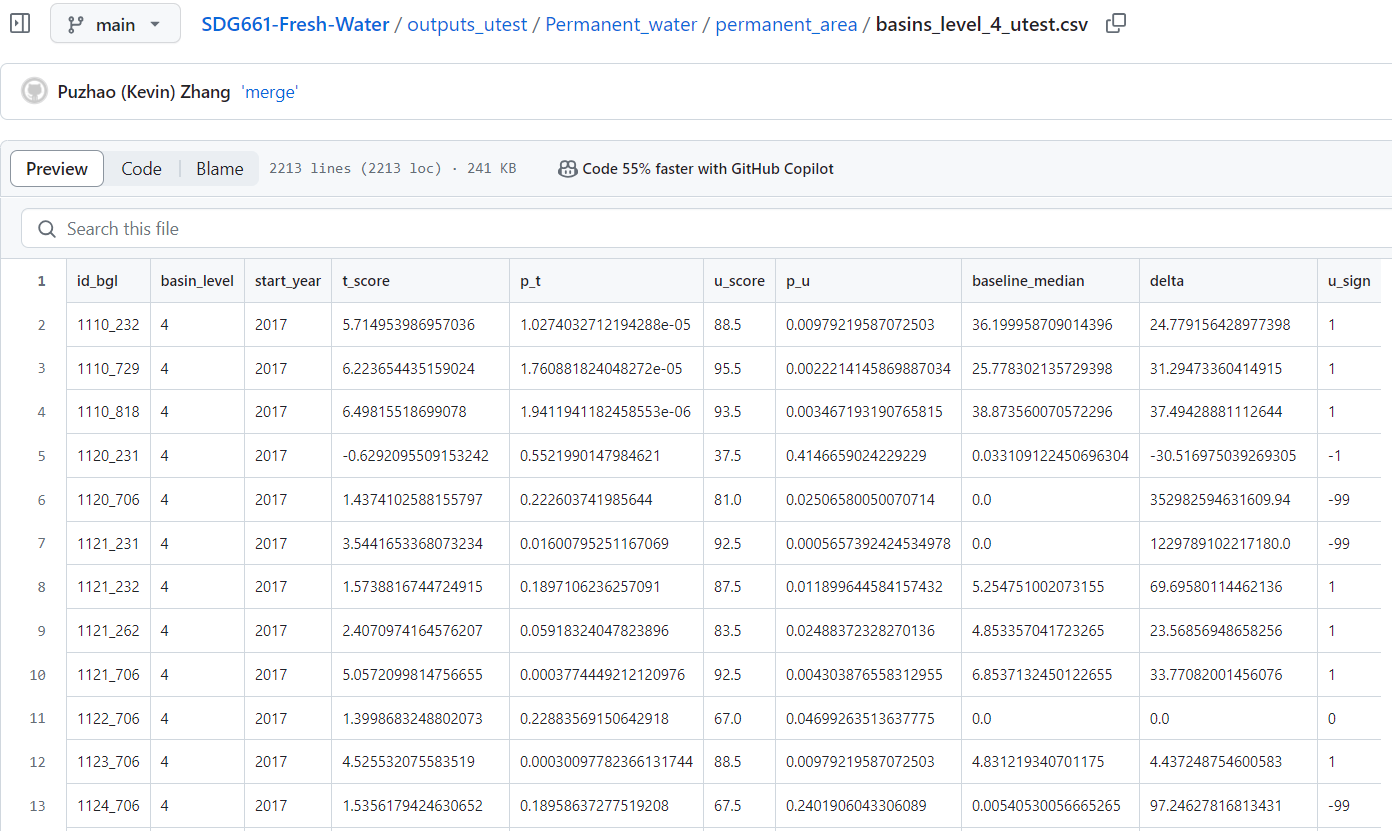 main SDG661-Fresh-Water / outputs_utest / Permanent_water / permanent_area / basins_level_4_utest.csv
Puzhao (Kevin) Zhang 'merge'
Preview Code Blame 2213 lines (2213 loc) · 241 KB Code 55% faster with GitHub Copilot
Search this file
1 id_bgl basin_level start_year t_score p_t u_score p_u baseline_median delta u_sign
2 1110_232 4 2017 5.714953986957036 1.0274032712194288e-05 88.5 0.00979219587072503 36.199958709014396 24.779156428977398 1
3 1110_729 4 2017 6.223654435159024 1.760881824048272e-05 95.5 0.0022214145869887034 25.778302135729398 31.29473360414915 1
4 1110_818 4 2017 6.49815518699078 1.9411941182458553e-06 93.5 0.003467193190765815 38.873560070572296 37.49428881112644 1
5 1120_231 4 2017 -0.6292095509153242 0.5521990147984621 37.5 0.4146659024229229 0.033109122450696304 -30.516975039269305 -1
6 1120_706 4 2017 1.4374102588155797 0.222603741985644 81.0 0.02506580050070714 0.0 352982594631609.94 -99
7 1121_231 4 2017 3.5441653368073234 0.01600795251167069 92.5 0.0005657392424534978 0.0 1229789102217180.0 -99
8 1121_232 4 2017 1.5738816744724915 0.1897106236257091 87.5 0.011899644584157432 5.254751002073155 69.69580114462136 1
9 1121_262 4 2017 2.4070974164576207 0.05918324047823896 83.5 0.02488372328270136 4.853357041723265 23.56856948658256 1
10 1121_706 4 2017 5.0572099814756655 0.0003774449212120976 92.5 0.004303876558312955 6.8537132450122655 33.77082001456076 1
11 1122_706 4 2017 1.3998683248802073 0.22883569150642918 67.0 0.04699263513637775 0.0 0.0 0
12 1123_706 4 2017 4.525532075583519 0.00030097782366131744 88.5 0.00979219587072503 4.831219340701175 4.437248754600583 1
13 1124_706 4 2017 1.5356179424630652 0.18958637277519208 67.5 0.2401906043306089 0.00540530056665265 97.24627816813431 -99